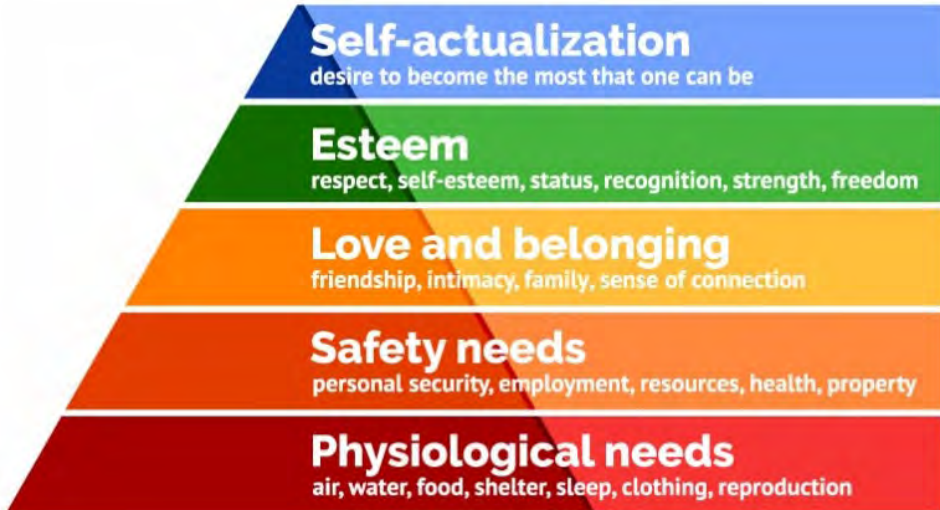 Self-actualization
desire to become the most that one can be
Esteem
respect, self-esteem, status, recognition, strength, freedom
Love and belonging
friendship, intimacy, family, sense of connection
Safety needs
personal security, employment, resources, health, property
Physiological needs
air, water, food, shelter, sleep, clothing, reproduction